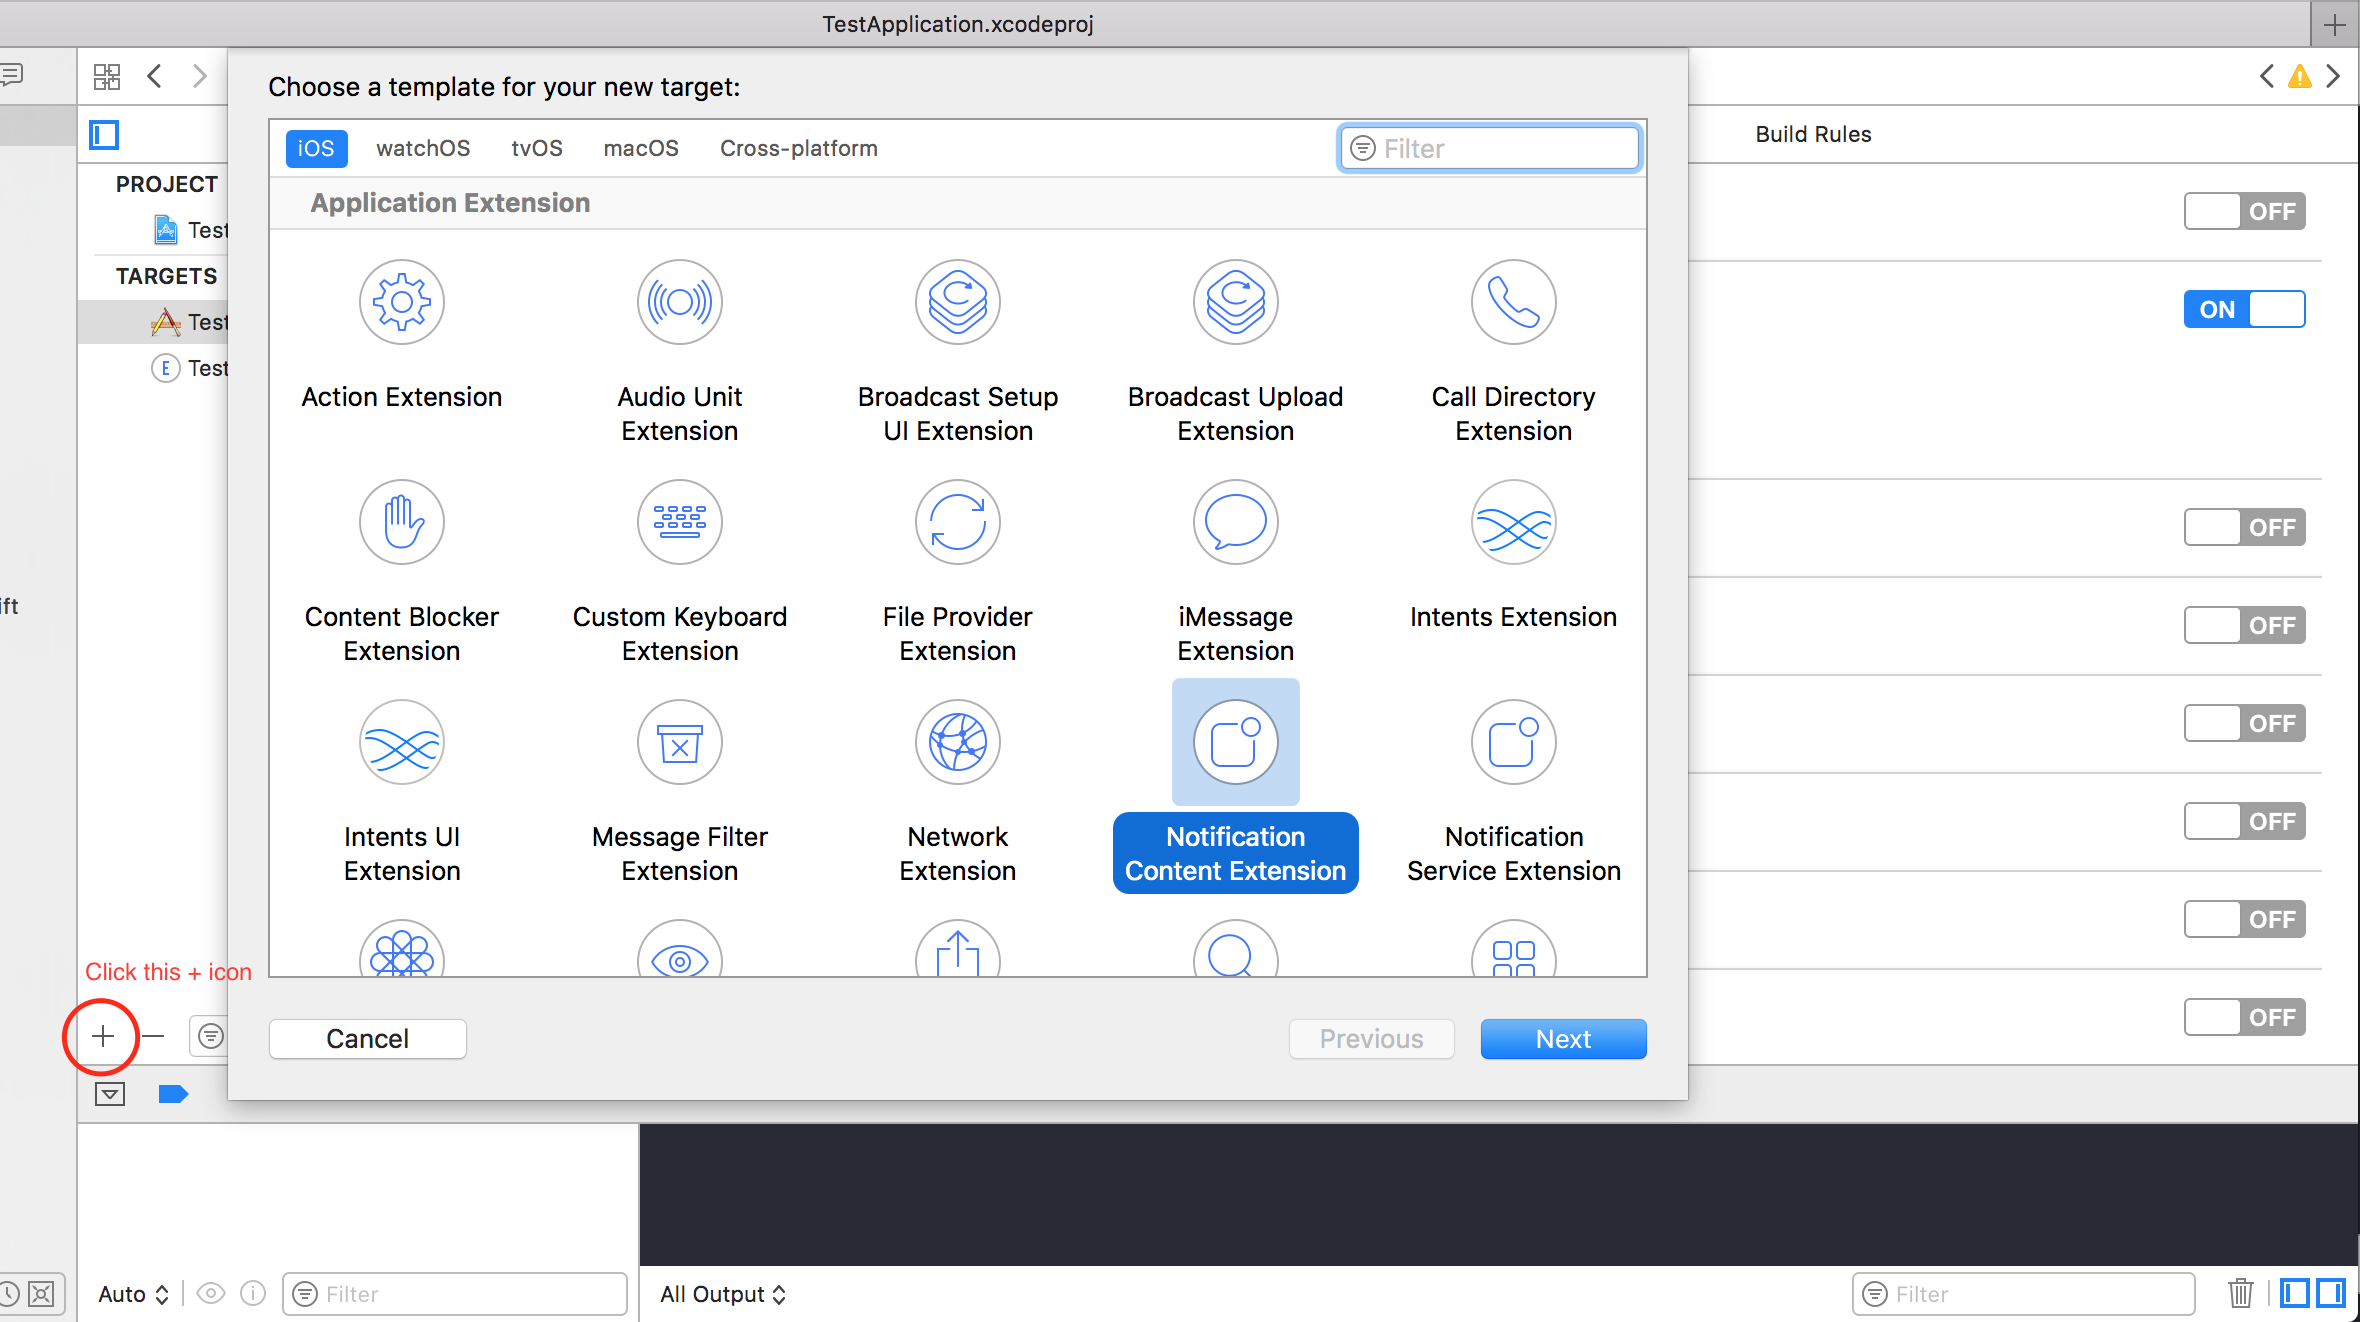 TestApplication.xcodeproj
Choose a template for your new target:
iOS watchOS tvOS macOS Cross-platform
Filter
Build Rules
PROJECT
Test
TARGETS
Test
E Test
Application Extension
OFF
ON
Action Extension
Audio Unit
Extension
Broadcast Setup
UI Extension
Broadcast Upload
Extension
Call Directory
Extension
OFF
ift
Content Blocker
Extension
Custom Keyboard
Extension
File Provider
Extension
iMessage
Extension
Intents Extension
OFF
OFF
Intents UI
Extension
Message Filter
Extension
Network
Extension
Notification
Content Extension
Notification
Service Extension
OFF
OFF
Click this + icon
OFF
Cancel
Previous
Next
Auto
Filter
All Output
Filter